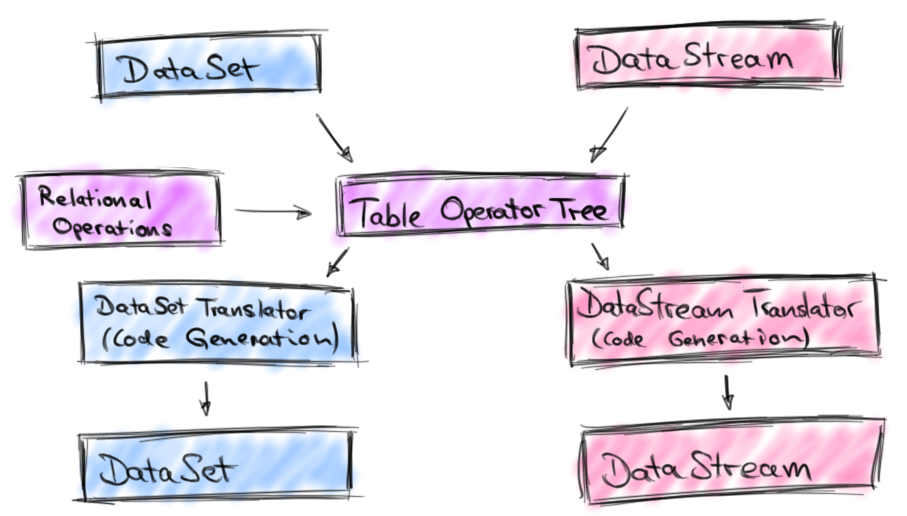 DataSet
DataStream
Relational
Operations
Table Operator Tree
DataSet Translator
(Code Generation)
DataStream Translator
(Code Generation)
DataSet
DataStream